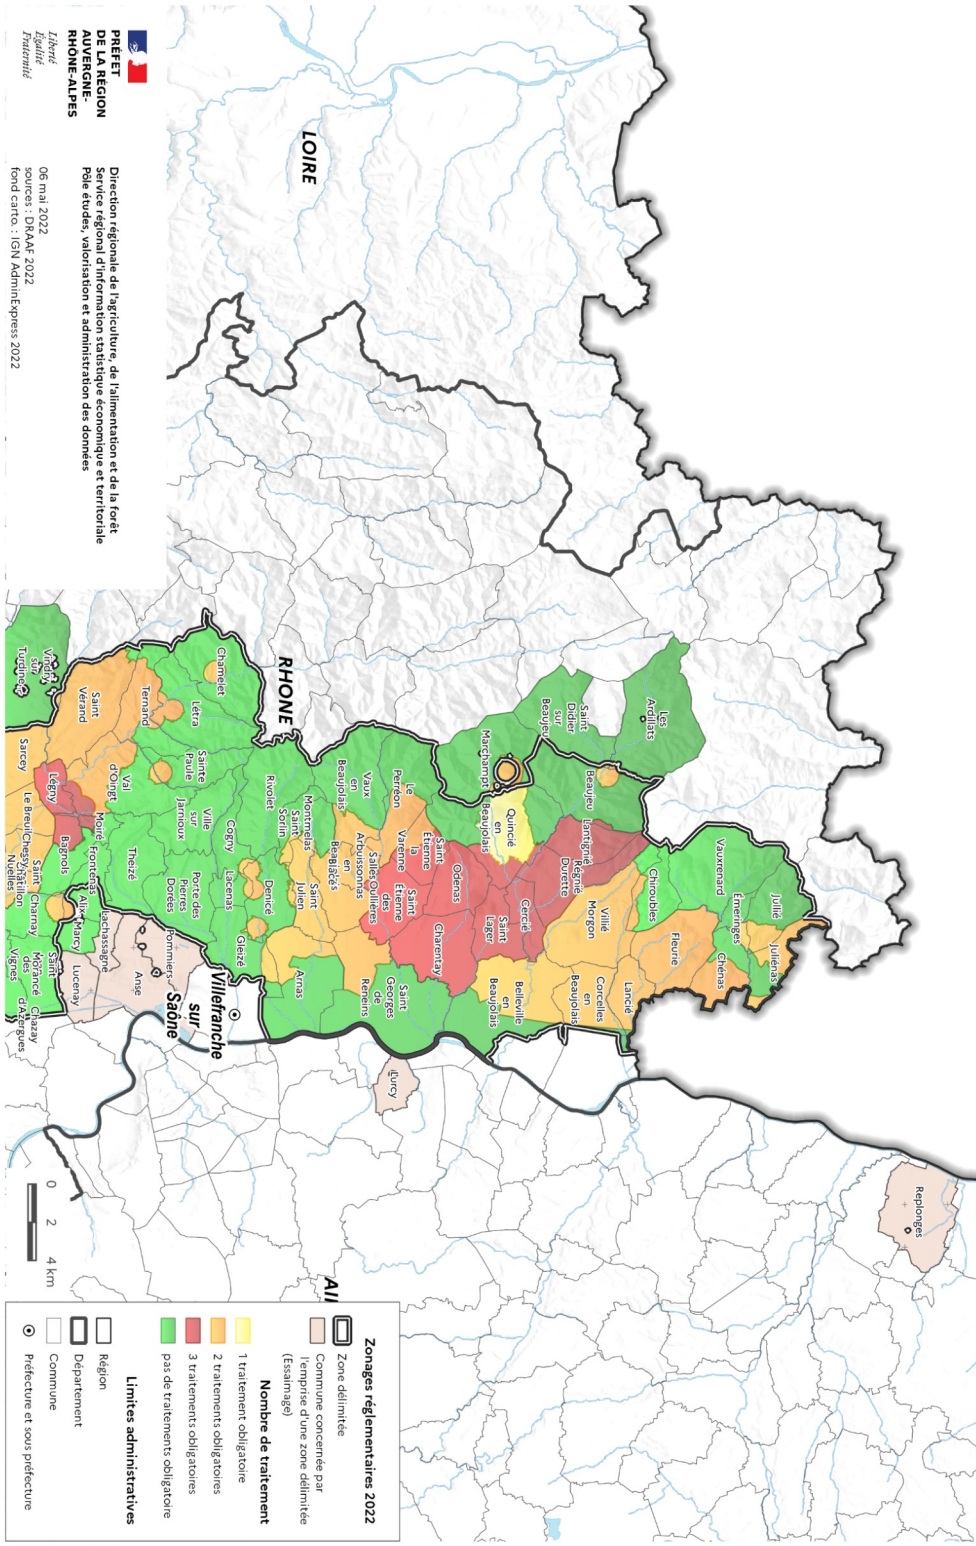 PRÉFET
DE LA RÉGION
AUVERGNE-
RHÔNE-ALPES
Liberté
Égalité
Fraternité
Direction régionale de l'agriculture, de l'alimentation et de la forêt
Service régional d'information statistique économique et territoriale
Pôle études, valorisation et administration des données
06 mai 2022
sources : DRAAF 2022
fond carto. : IGN AdminExpress 2022
LOIRE
RHONE
AII
Replonges
Les
Ardillats
Saint
Didier
sur
Beaujeu
Beaujeu
Marchampt
Quincié
en
Beaujolais
Lantignié
Régnié
Durette
Vauxrenard
Jullié
Émeringes
Juliénas
Chénas
Chiroubles
Fleurie
Villié
Morgon
Lancié
Corcelles
en
Beaujolais
Cercié
Saint
Lager
Belleville
en
Beaujolais
Odenas
Charentay
Saint
Étienne
la
Varenne
Saint
Étienne
des
Oullières
Saint
Georges
de
Reneins
Le
Perréon
Vaux
en
Beaujolais
Salles
Arbuissonnas
en
Beaujolais
Blacé
Montmelas
Saint
Sorlin
Saint
Julien
Rivolet
Denicé
Arnas
Cogny
Lacenas
Gleizé
Ville
sur
Jarnioux
Porte des
Pierres
Dorées
Villefranche
sur
Saône
Lurcy
Chamelet
Létra
Sainte
Paule
Ternand
Val
d'Oingt
Theizé
Pommiers
Anse
Lachassagne
Lucenay
Moiré
Frontenas
Alix
Marcy
Saint
Vérand
Légny
Bagnols
Vindry
sur
Turdine
Sarcey
Le Breuil
Chessy
Châtillon
Saint
Charnay
Nuelles
Morancé
Saint
des
Vignes
Chazay
d'Azergues
0 2 4 km
Zonages réglementaires 2022
Zone délimitée
Commune concernée par
l'emprise d'une zone délimitée
(Essaimage)
Nombre de traitement
1 traitement obligatoire
2 traitements obligatoires
3 traitements obligatoires
pas de traitements obligatoire
Limites administratives
Région
Département
Commune
Préfecture et sous préfecture